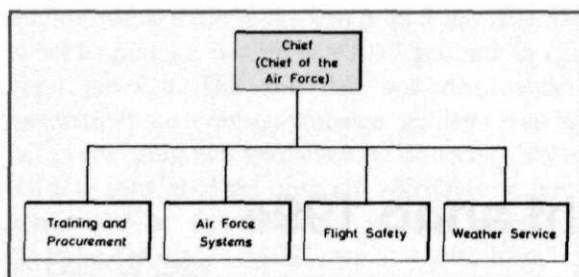 Chief
(Chief of the
Air Force)
Training and
Procurement
Air Force
Systems
Flight Safety
Weather Service